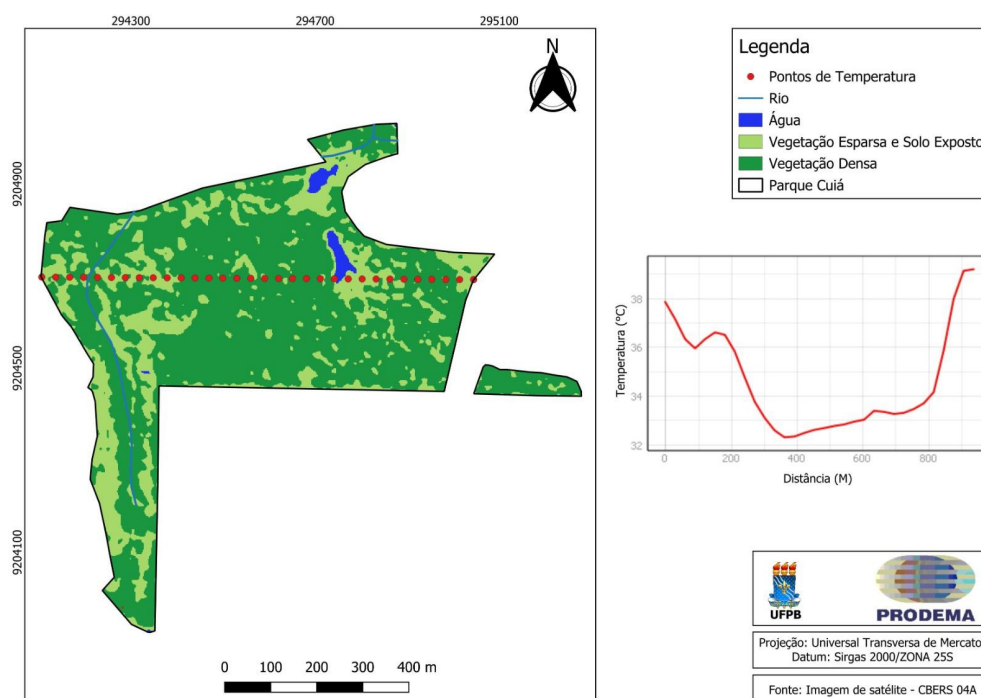 294300
294700
295100
N
9204900
9204500
9204100
0 100 200 300 400 m
Legenda
Pontos de Temperatura
Rio
Água
Vegetação Esparsa e Solo Exposto
Vegetação Densa
Parque Cuiá
Temperatura (°C)
38
36
34
32
0 200 400 600 800
Distância (M)
UFPB
PRODEMA
Projeção: Universal Transversa de Mercato
Datum: Sirgas 2000/ZONA 25S
Fonte: Imagem de satélite - CBERS 04A